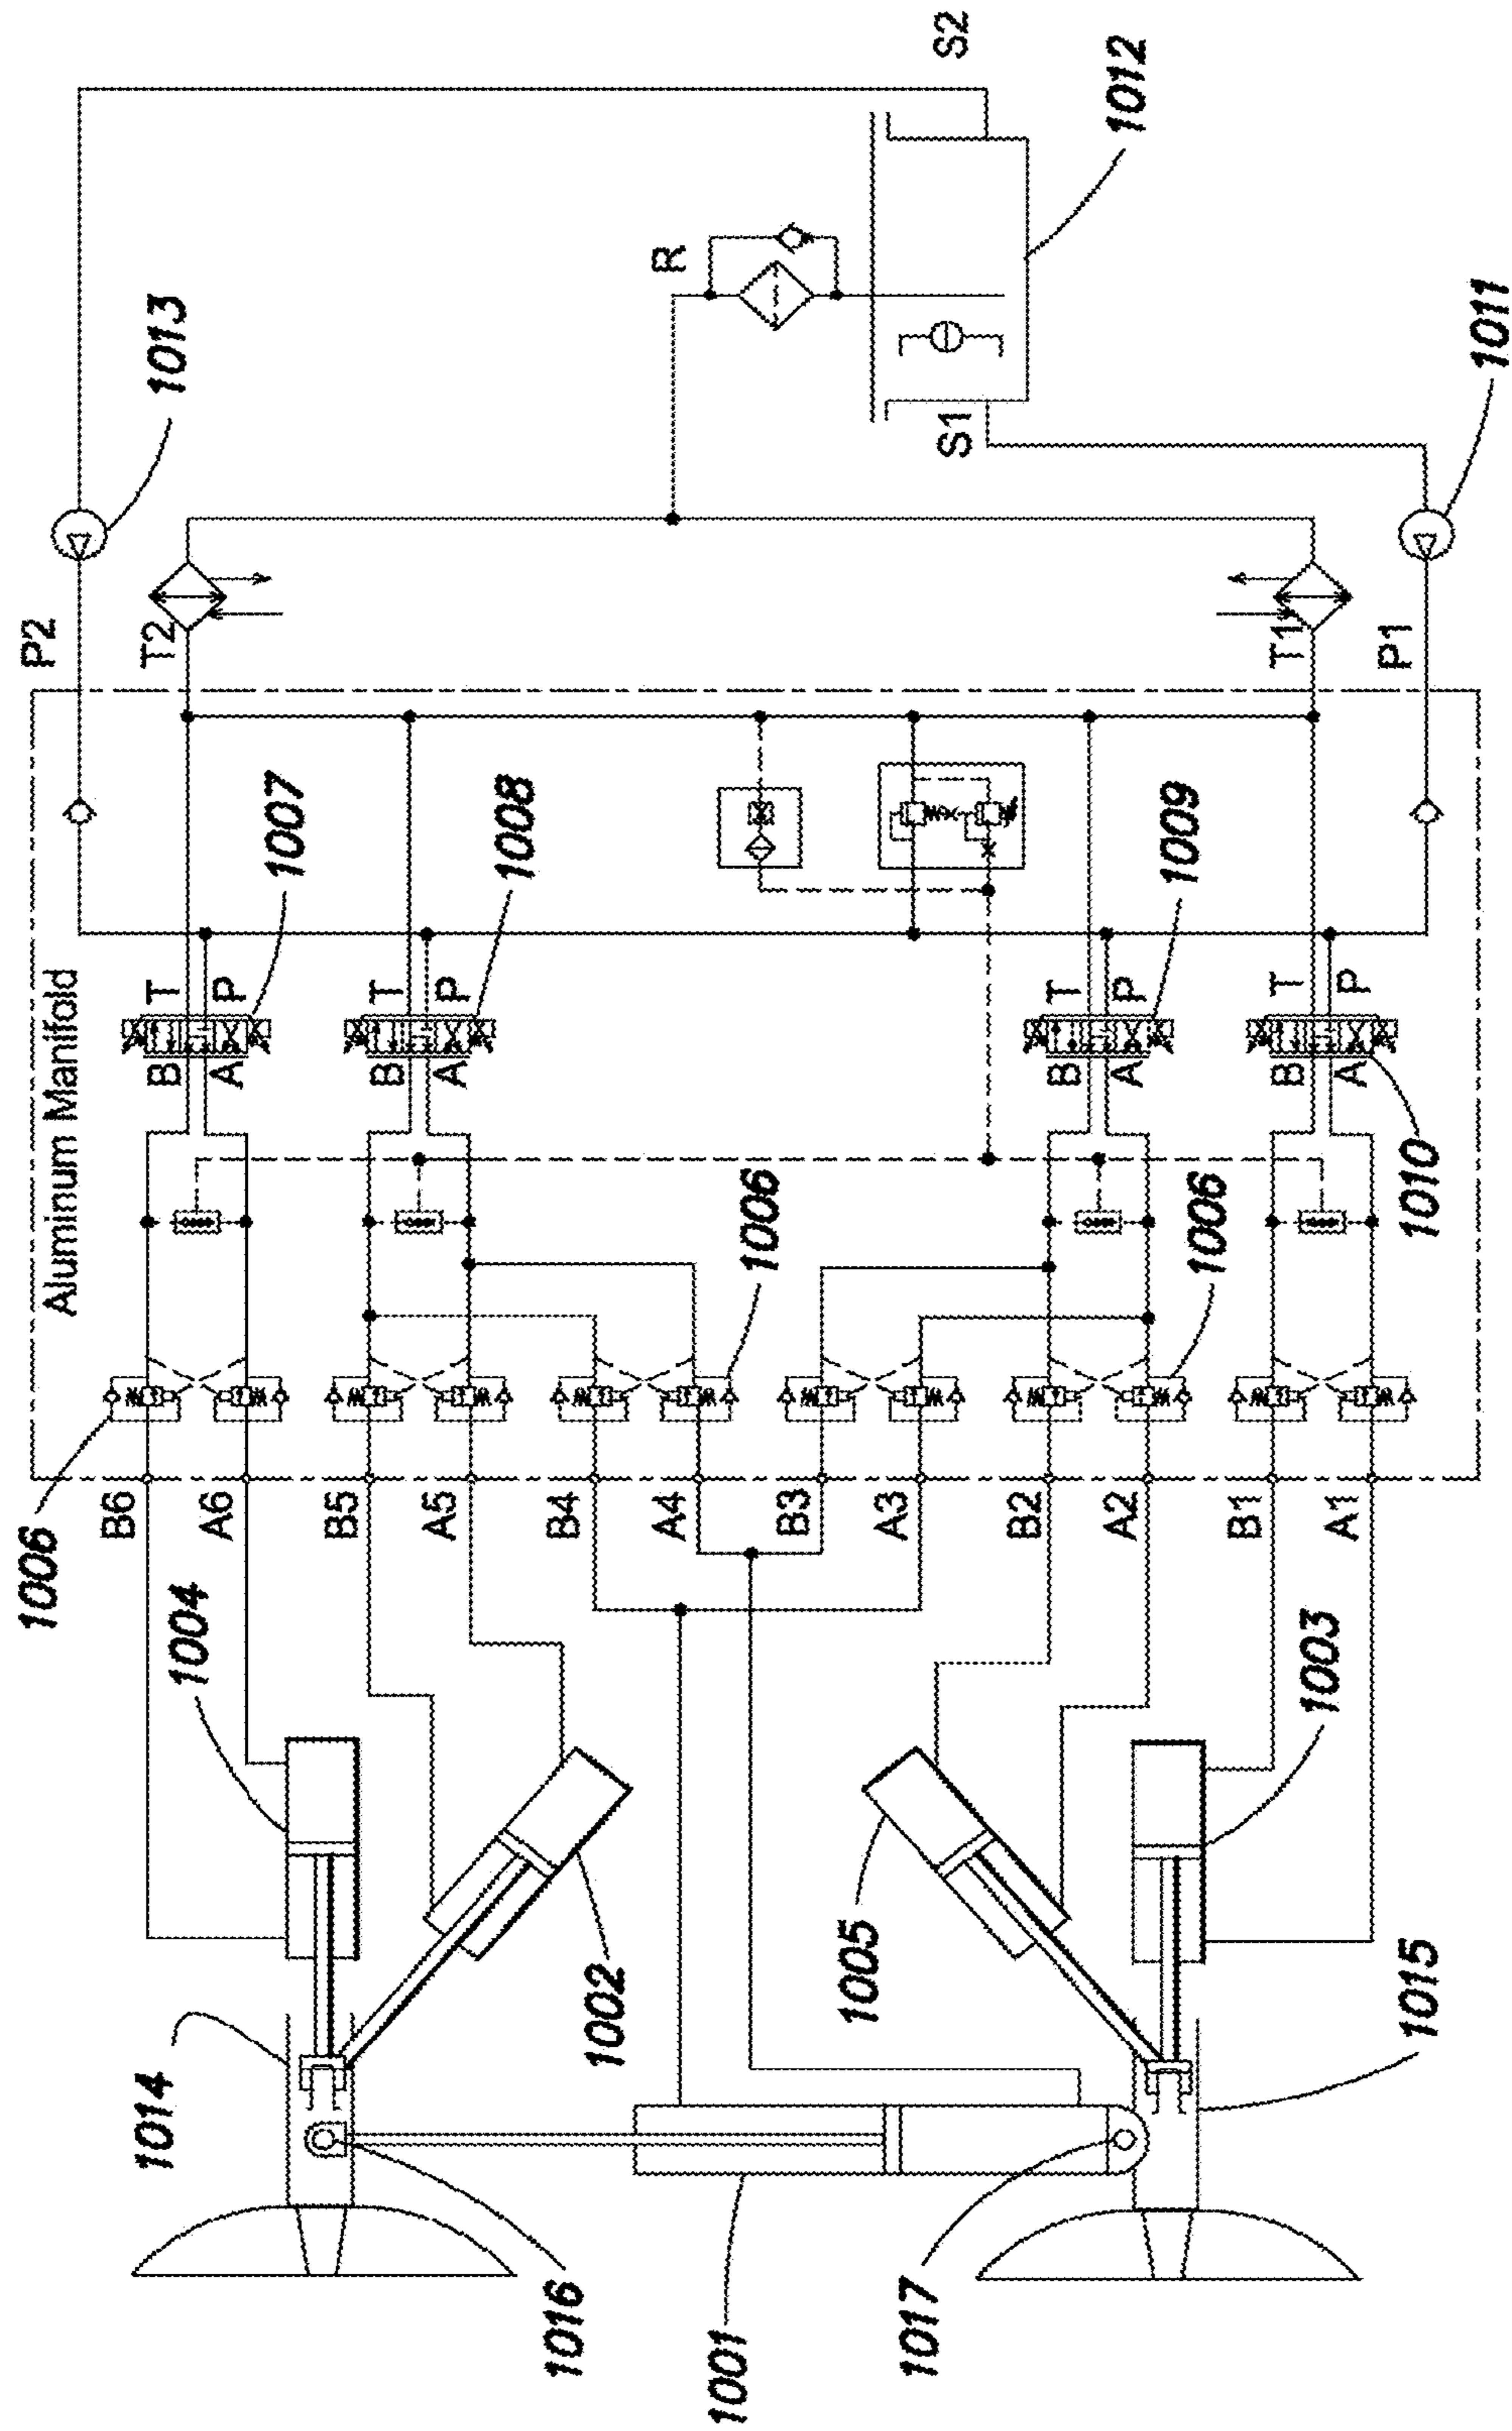 S2
1012
R
1013
S1
1011
P2
T2
T1
P1
Aluminum Manifold
1007
1008
1009
T
P
T
P
T
P
T
P
B
A
B
A
B
A
B
A
1010
1006
1006
1006
B6
A6
B5
A5
B4
A4
B3
A3
B2
A2
B1
A1
1004
1003
1002
1005
1014
1015
1016
1001
1017